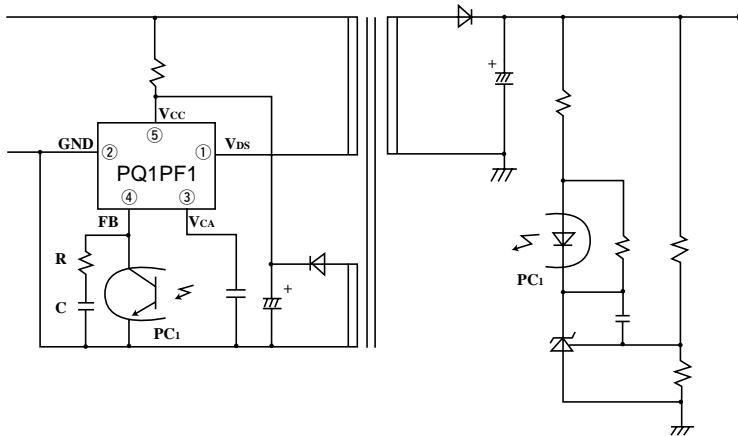 VCC
GND
⑤
VDS
②
①
PQ1PF1
④
③
FB
VCA
R
C
PC1
+
+
PC1